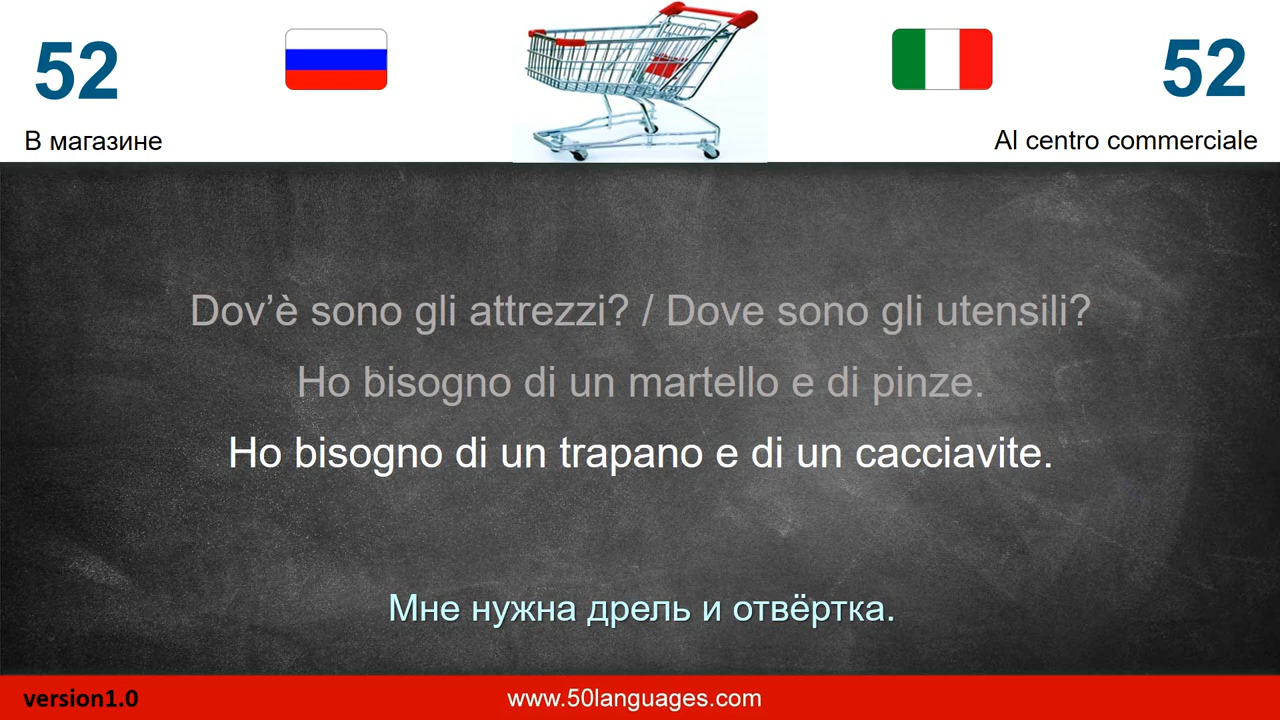 52
52
В магазине
Al centro commerciale
Dov’è sono gli attrezzi? / Dove sono gli utensili?
Ho bisogno di un martello e di pinze.
Ho bisogno di un trapano e di un cacciavite.
Мне нужна дрель и отвёртка.
version1.0
www.50languages.com